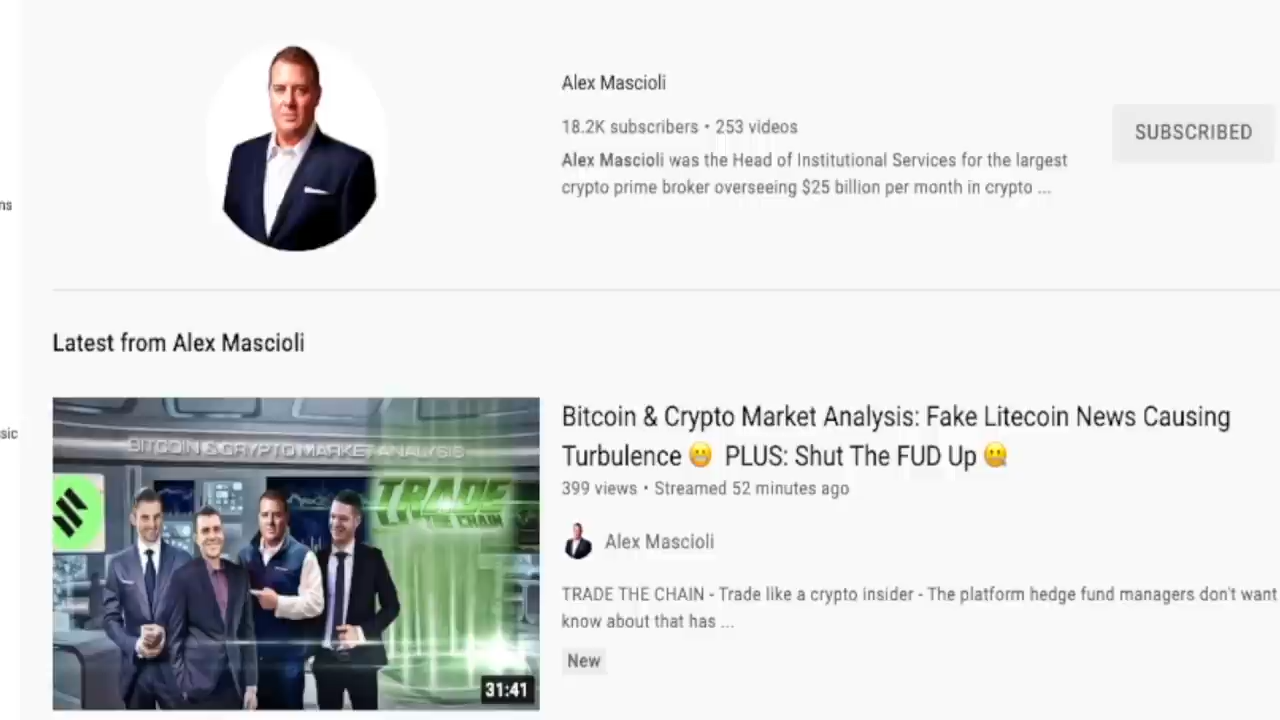 Alex Mascioli
18.2K subscribers • 253 videos
SUBSCRIBED
Alex Mascioli was the Head of Institutional Services for the largest
crypto prime broker overseeing $25 billion per month in crypto ...
ns
Latest from Alex Mascioli
sic
BITCOIN & CRYPTO MARKET ANALYSIS
TRADE
THE CHAIN
31:41
Bitcoin & Crypto Market Analysis: Fake Litecoin News Causing
Turbulence 😬 PLUS: Shut The FUD Up 🤐
399 views • Streamed 52 minutes ago
Alex Mascioli
TRADE THE CHAIN - Trade like a crypto insider - The platform hedge fund managers don't want
know about that has ...
New